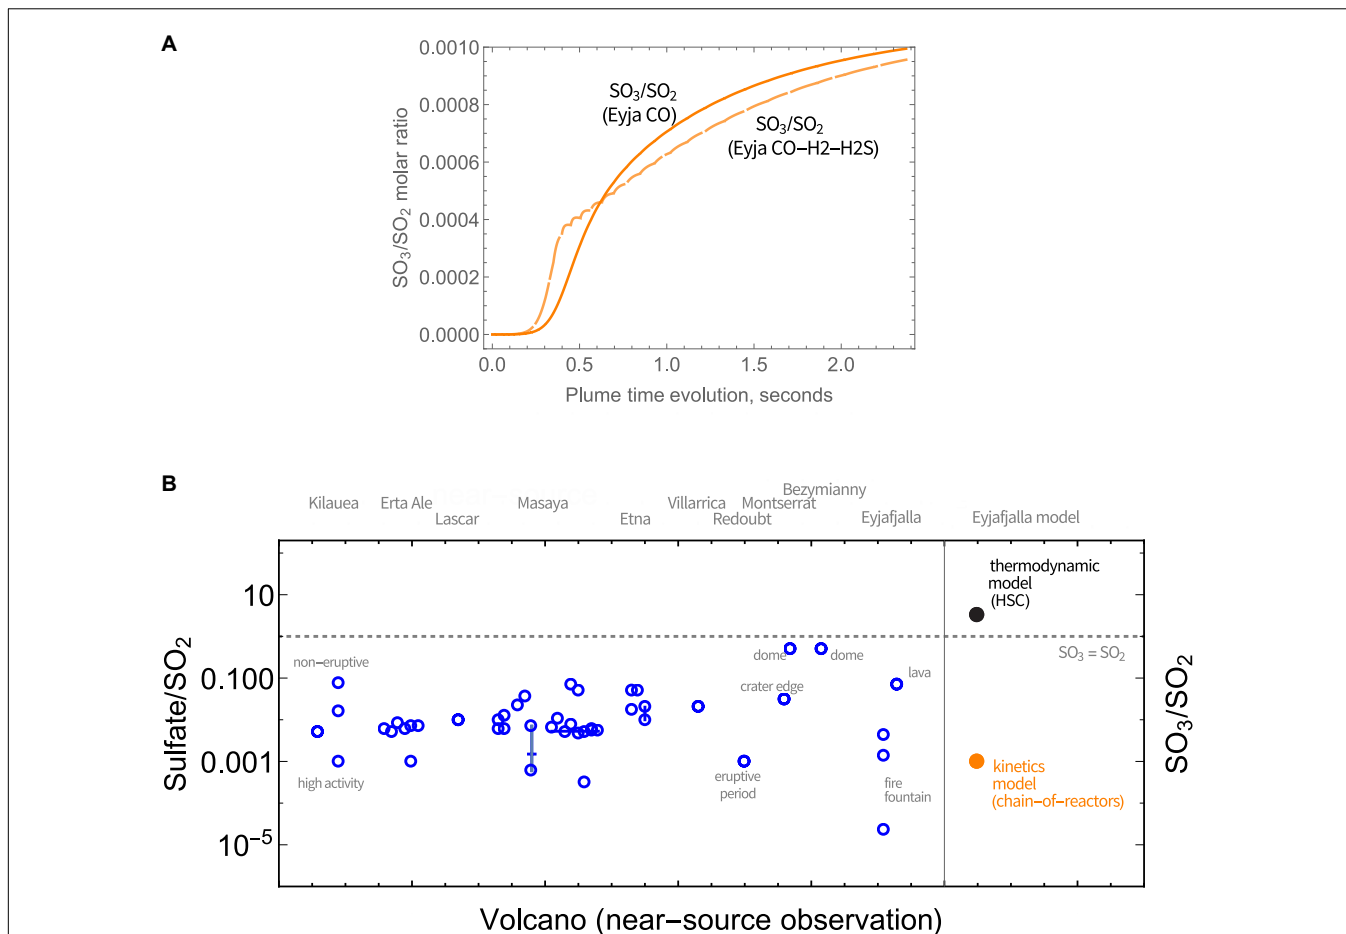 A
0.0010
0.0008
0.0006
0.0004
0.0002
0.0000
SO3/SO2 molar ratio
SO3/SO2
(Eyja CO)
SO3/SO2
(Eyja CO−H2−H2S)
0.0 0.5 1.0 1.5 2.0
Plume time evolution, seconds
B
Bezymianny
Kilauea Erta Ale Masaya Villarrica Montserrat
Lascar Etna Redoubt Eyjafjalla Eyjafjalla model
10
0.100
0.001
10−5
Sulfate/SO2
SO3/SO2
thermodynamic
model
(HSC)
SO3 = SO2
non−eruptive
high activity
dome
dome
crater edge
lava
eruptive
period
fire
fountain
kinetics
model
(chain−of−reactors)
Volcano (near−source observation)